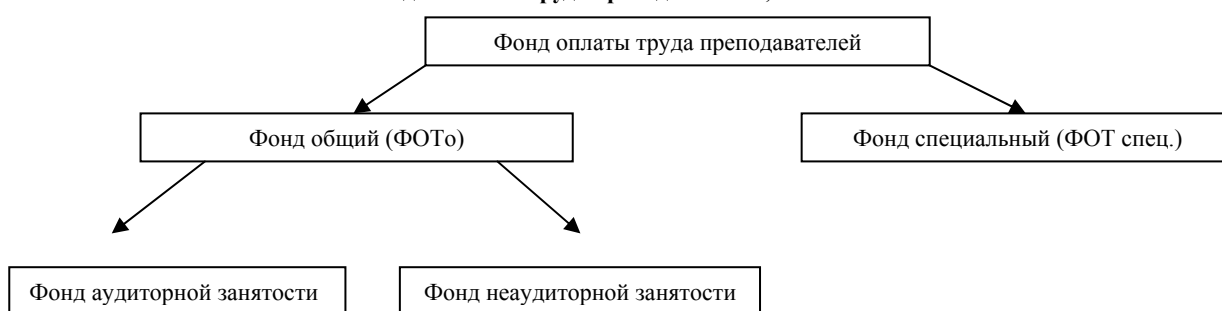 Фонд оплаты труда преподавателей
Фонд общий (ФОТо)
Фонд специальный (ФОТ спец.)
Фонд аудиторной занятости
Фонд неаудиторной занятости